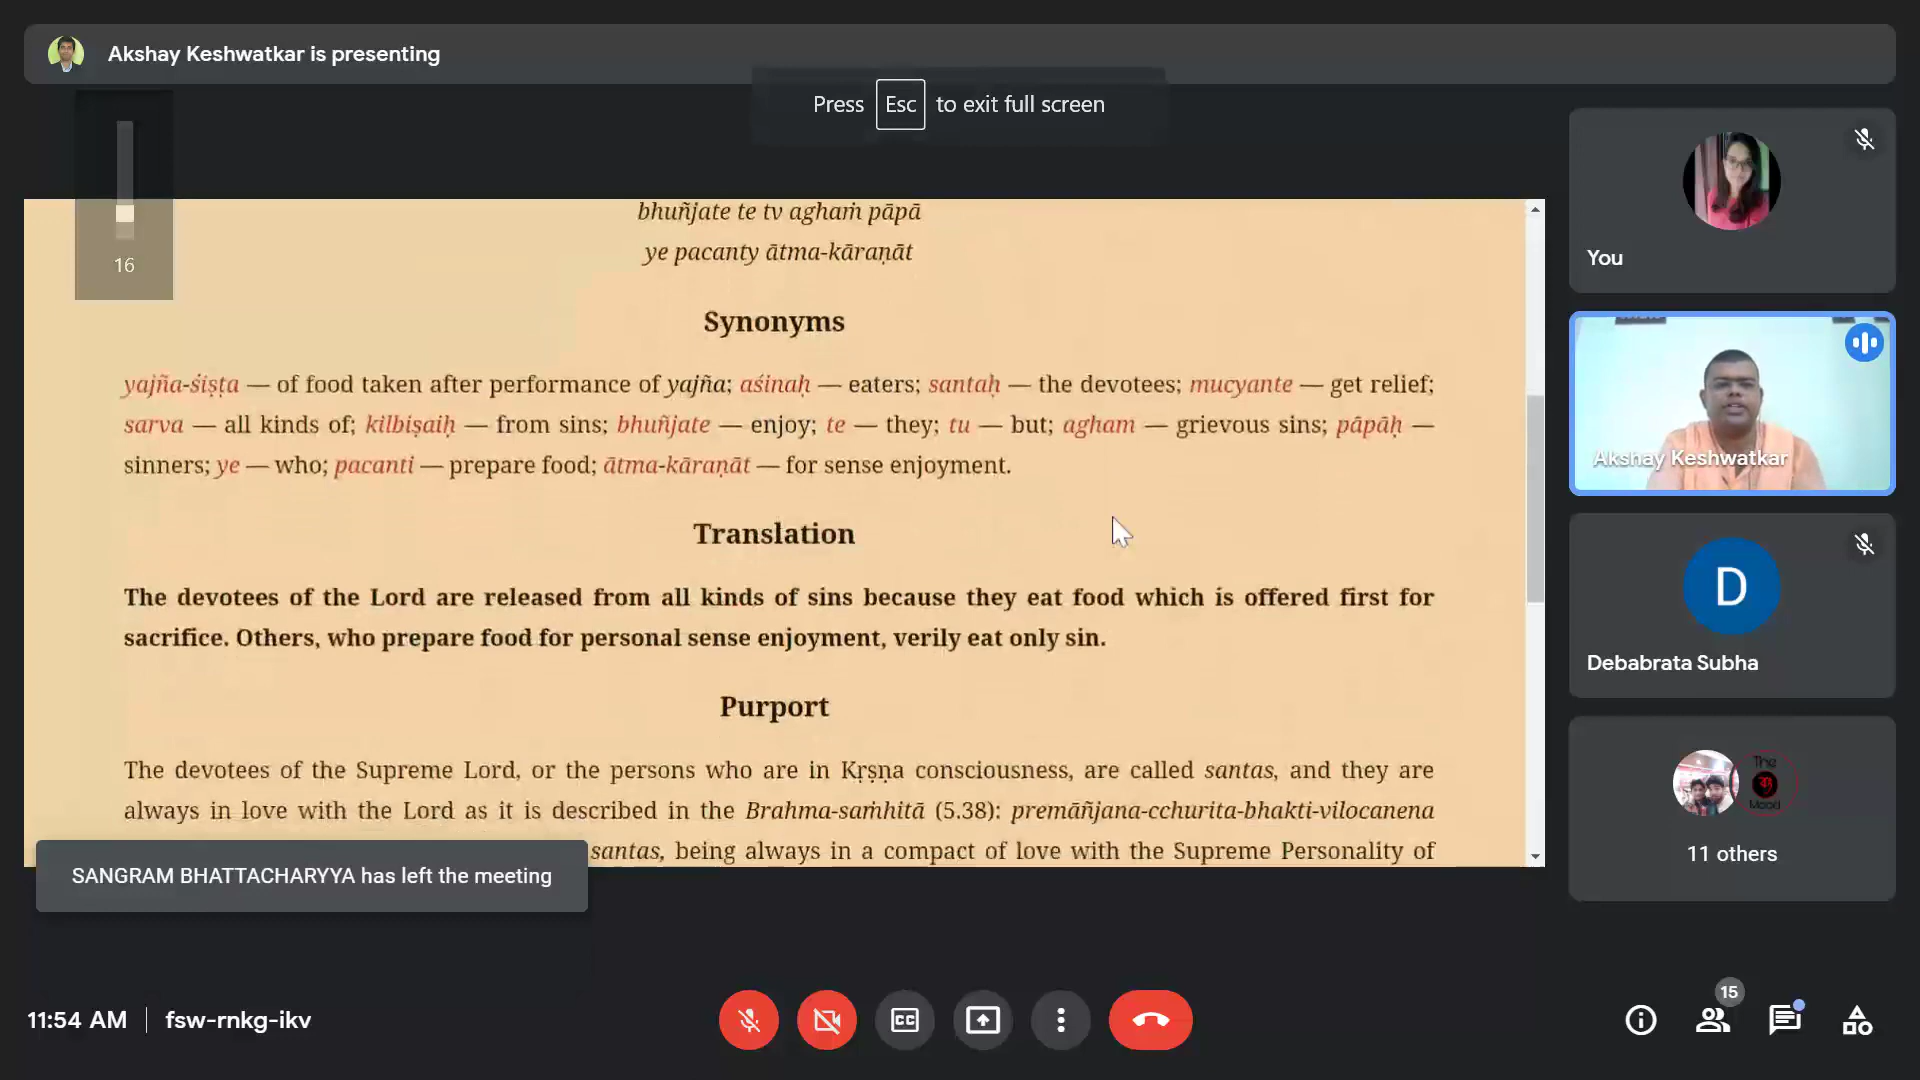 Akshay Keshwatkar is presenting
Press Esc to exit full screen
16
bhuñjate te tv aghaṁ pāpā
ye pacanty ātma-kāraṇāt
Synonyms
yajña-śiṣṭa — of food taken after performance of yajña; aśinaḥ — eaters; santaḥ — the devotees; mucyante — get relief;
sarva — all kinds of; kilbiṣaiḥ — from sins; bhuñjate — enjoy; te — they; tu — but; agham — grievous sins; pāpāḥ —
sinners; ye — who; pacanti — prepare food; ātma-kāraṇāt — for sense enjoyment.
Translation
The devotees of the Lord are released from all kinds of sins because they eat food which is offered first for
sacrifice. Others, who prepare food for personal sense enjoyment, verily eat only sin.
Purport
The devotees of the Supreme Lord, or the persons who are in Kṛṣṇa consciousness, are called santas, and they are
always in love with the Lord as it is described in the Brahma-saṁhitā (5.38): premāñjana-cchurita-bhakti-vilocanena
santas, being always in a compact of love with the Supreme Personality of
SANGRAM BHATTACHARYYA has left the meeting
You
Akshay Keshwatkar
D
Debabrata Subha
The
Mood
11 others
11:54 AM
fsw-rnkg-ikv
CC
15